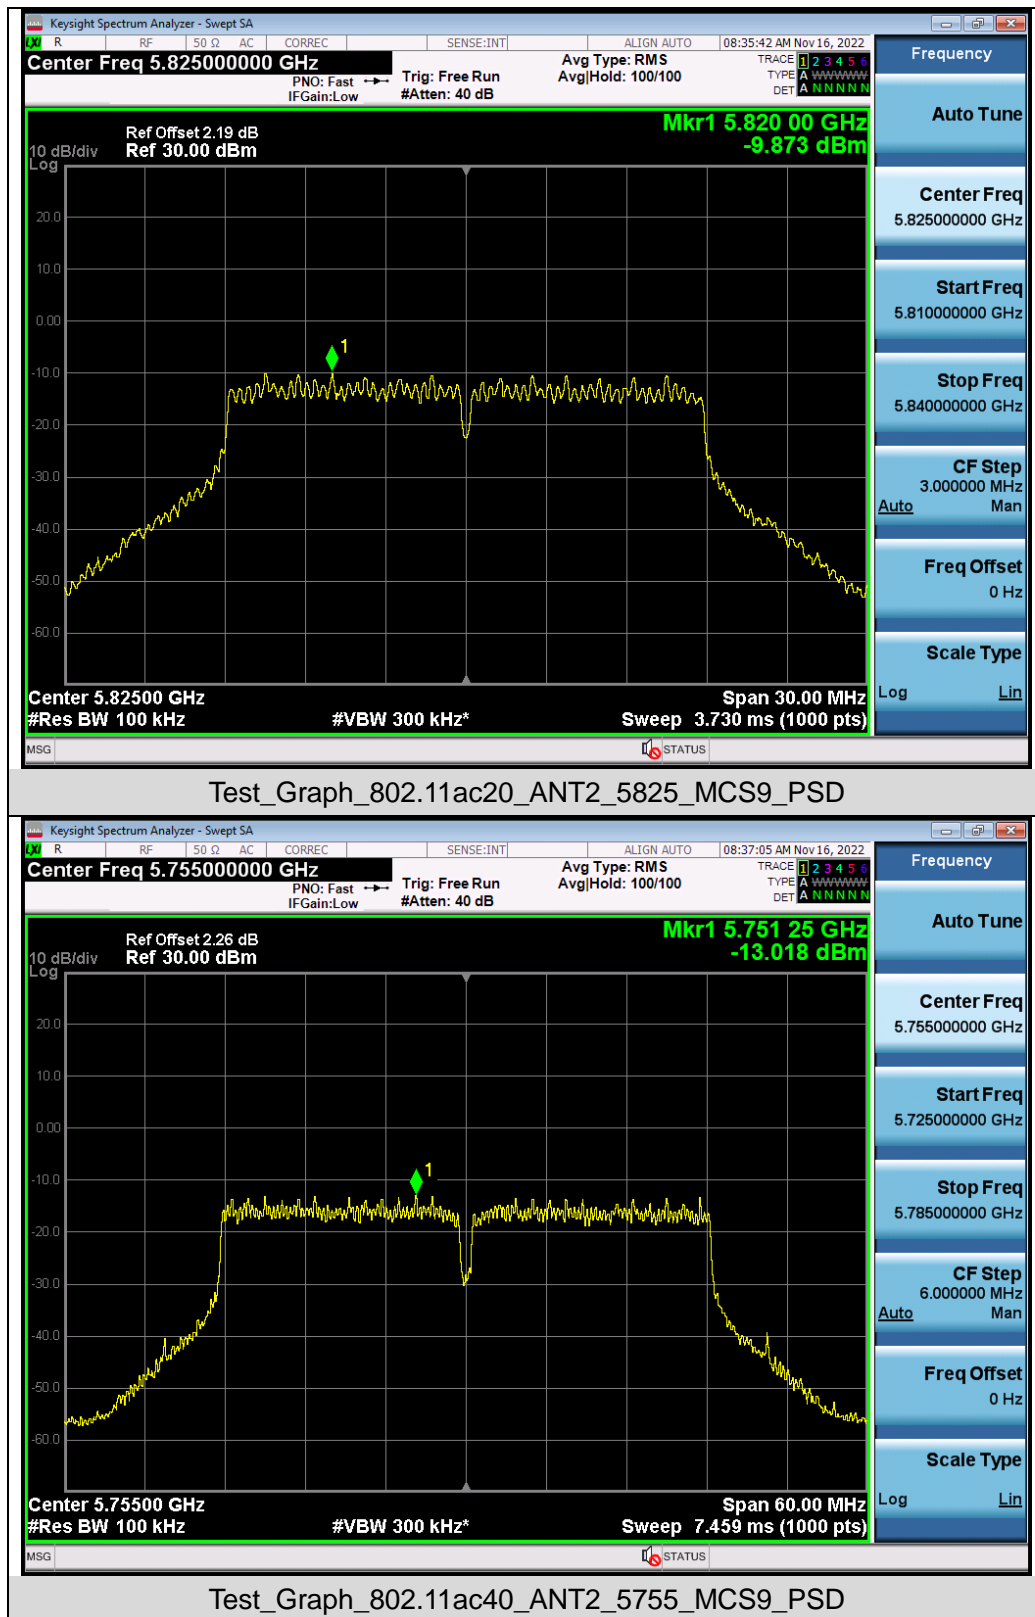 Keysight Spectrum Analyzer - Swept SA
LXI R RF 50 Ω AC CORREC SENSE:INT ALIGN AUTO 08:35:42 AM Nov 16, 2022
Center Freq 5.825000000 GHz
PNO: Fast
IFGain:Low
Trig: Free Run
#Atten: 40 dB
Avg Type: RMS
Avg|Hold: 100/100
TRACE 1 2 3 4 5 6
TYPE A WWWWW
DET A N N N N N
Frequency
Ref Offset 2.19 dB
10 dB/div Ref 30.00 dBm
Log
Mkr1 5.820 00 GHz
-9.873 dBm
20.0
10.0
0.00
-10.0
-20.0
-30.0
-40.0
-50.0
-60.0
1
Center 5.82500 GHz
#Res BW 100 kHz
#VBW 300 kHz*
Span 30.00 MHz
Sweep 3.730 ms (1000 pts)
Auto Tune
Center Freq
5.825000000 GHz
Start Freq
5.810000000 GHz
Stop Freq
5.840000000 GHz
CF Step
3.000000 MHz
Auto Man
Freq Offset
0 Hz
Scale Type
Log Lin
MSG STATUS
Test_Graph_802.11ac20_ANT2_5825_MCS9_PSD
Keysight Spectrum Analyzer - Swept SA
LXI R RF 50 Ω AC CORREC SENSE:INT ALIGN AUTO 08:37:05 AM Nov 16, 2022
Center Freq 5.755000000 GHz
PNO: Fast
IFGain:Low
Trig: Free Run
#Atten: 40 dB
Avg Type: RMS
Avg|Hold: 100/100
TRACE 1 2 3 4 5 6
TYPE A WWWWW
DET A N N N N N
Frequency
Ref Offset 2.26 dB
10 dB/div Ref 30.00 dBm
Log
Mkr1 5.751 25 GHz
-13.018 dBm
20.0
10.0
0.00
-10.0
-20.0
-30.0
-40.0
-50.0
-60.0
1
Center 5.75500 GHz
#Res BW 100 kHz
#VBW 300 kHz*
Span 60.00 MHz
Sweep 7.459 ms (1000 pts)
Auto Tune
Center Freq
5.755000000 GHz
Start Freq
5.725000000 GHz
Stop Freq
5.785000000 GHz
CF Step
6.000000 MHz
Auto Man
Freq Offset
0 Hz
Scale Type
Log Lin
MSG STATUS
Test_Graph_802.11ac40_ANT2_5755_MCS9_PSD